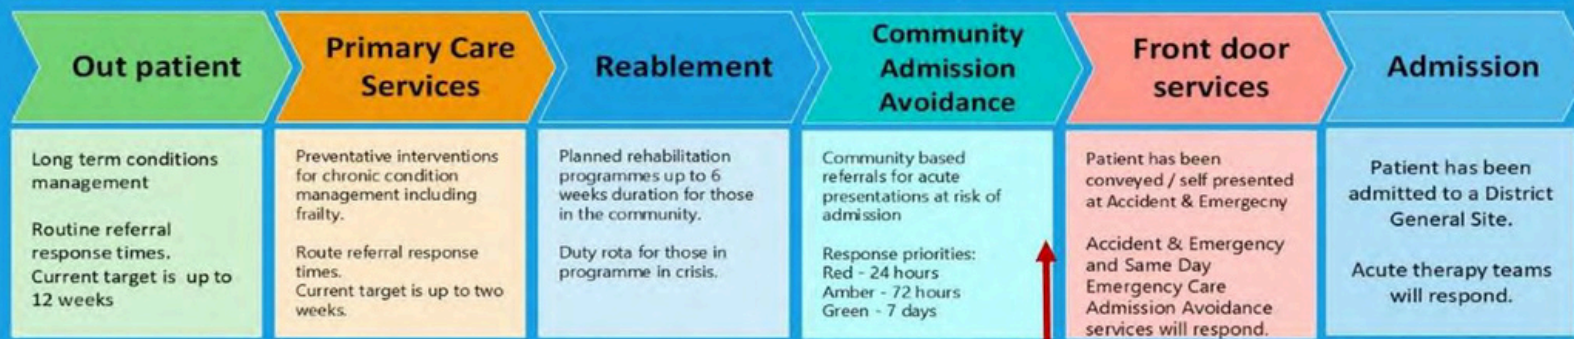 Out patient
Primary Care
Services
Reablement
Community
Admission
Avoidance
Front door
services
Admission
Long term conditions
management
Routine referral
response times.
Current target is up to
12 weeks
Preventative interventions
for chronic condition
management including
frailty.
Route referral response
times.
Current target is up to two
weeks.
Planned rehabilitation
programmes up to 6
weeks duration for those
in the community.
Duty rota for those in
programme in crisis.
Community based
referrals for acute
presentations at risk of
admission
Response priorities:
Red - 24 hours
Amber - 72 hours
Green - 7 days
Patient has been
conveyed / self presented
at Accident & Emergecny
Accident & Emergency
and Same Day
Emergency Care
Admission Avoidance
services will respond.
Patient has been
admitted to a District
General Site.
Acute therapy teams
will respond.